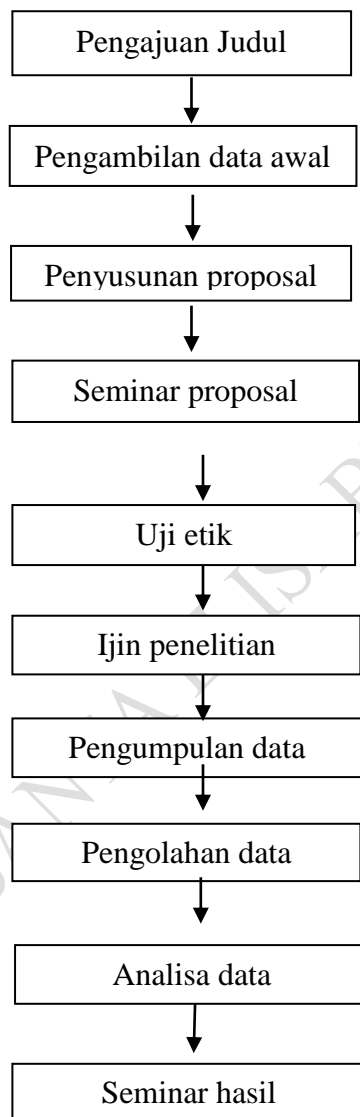 Pengajuan Judul
Pengambilan data awal
Penyusunan proposal
Seminar proposal
Uji etik
Ijin penelitian
Pengumpulan data
Pengolahan data
Analisa data
Seminar hasil